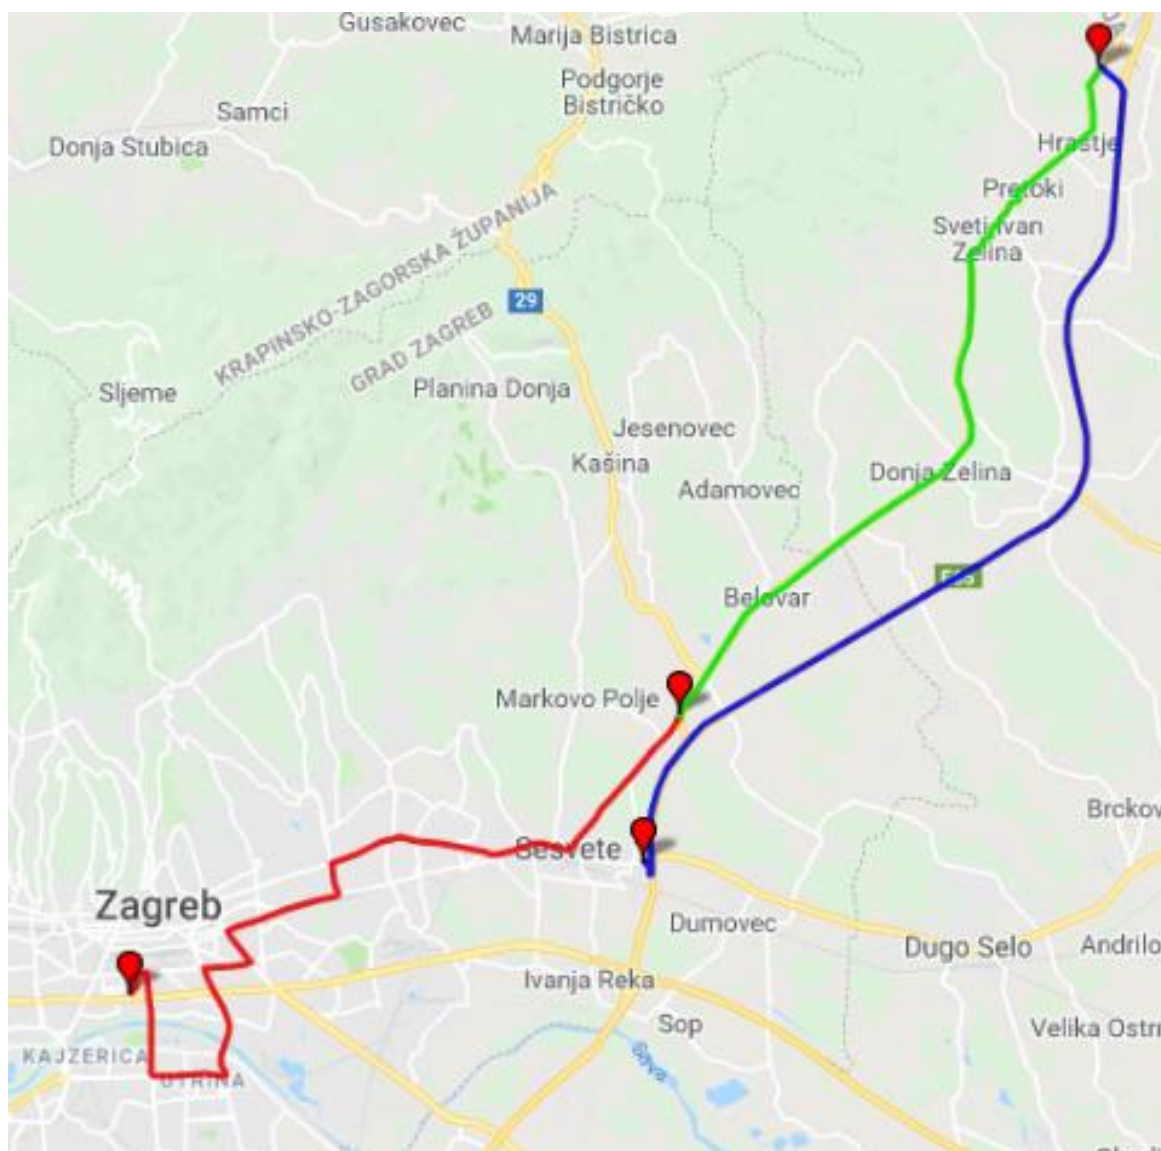 Gusakovec
Marija Bistrica
Podgorje
Bistričko
Samci
Donja Stubica
Hrastje
Pretoki
Sveti Ivan
Zelina
KRAPINSKO-ZAGORSKA ŽUPANIJA
GRAD ZAGREB
29
Sljeme
Planina Donja
Jesenovec
Kašina
Adamovec
Donja Zelina
E65
Belovar
Markovo Polje
Brckov
Sesvete
Zagreb
Dumovec
Dugo Selo
Andrilo
Ivanja Reka
Sop
Velika Ostrn
KAJZERICA
UTRINA
Sava